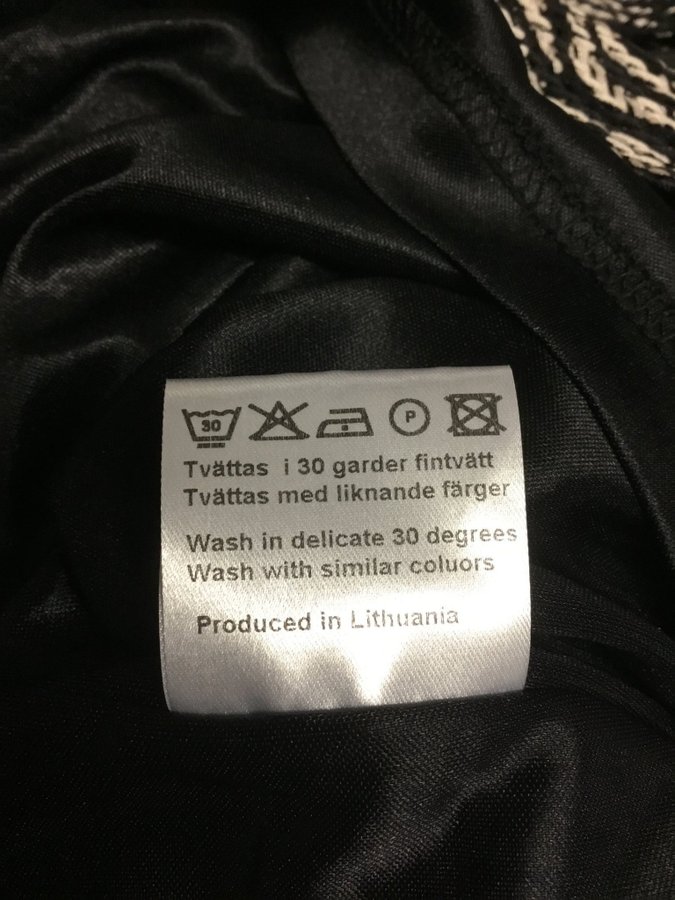 30 P
Tvättas i 30 garder fintvätt
Tvättas med liknande färger
Wash in delicate 30 degrees
Wash with similar coluors
Produced in Lithuania